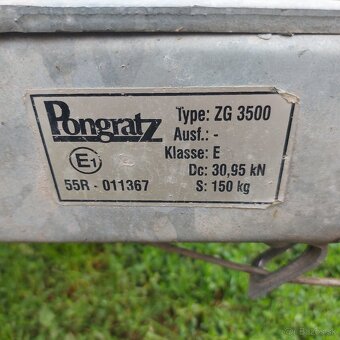 Pongratz
Type: ZG 3500
Ausf.: -
Klasse: E
E1
Dc: 30,95 kN
55R - 011367
S: 150 kg